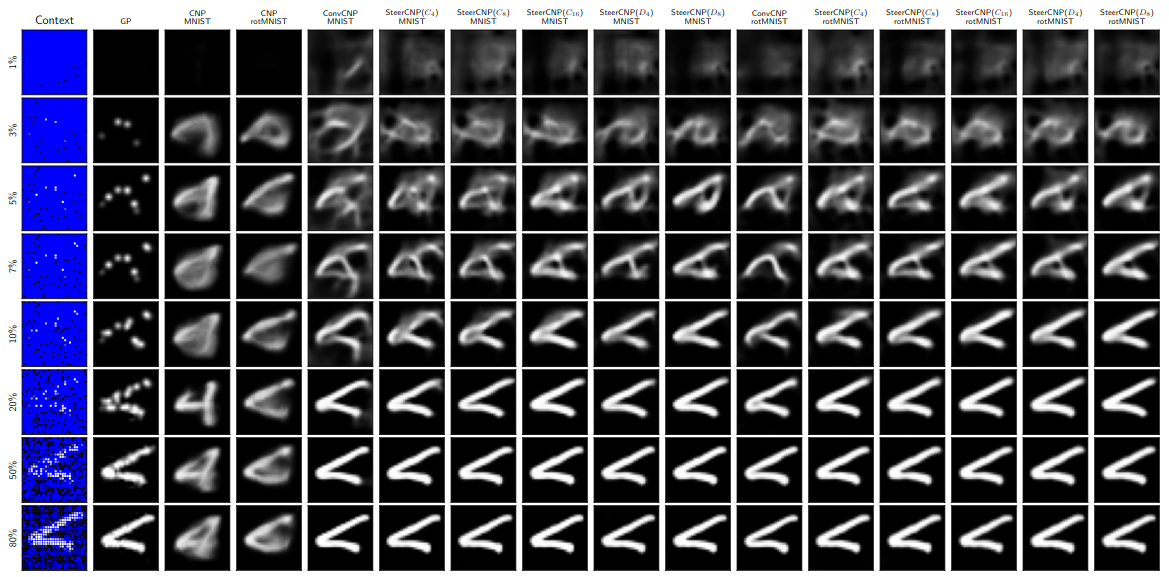 Context
GP
CNP
MNIST
CNP
rotMNIST
ConvCNP
MNIST
SteerCNP(C₄)
MNIST
SteerCNP(C₈)
MNIST
SteerCNP(C₁₆)
MNIST
SteerCNP(D₄)
MNIST
SteerCNP(D₈)
MNIST
ConvCNP
rotMNIST
SteerCNP(C₄)
rotMNIST
SteerCNP(C₈)
rotMNIST
SteerCNP(C₁₆)
rotMNIST
SteerCNP(D₄)
rotMNIST
SteerCNP(D₈)
rotMNIST
1%
3%
5%
7%
10%
20%
50%
80%